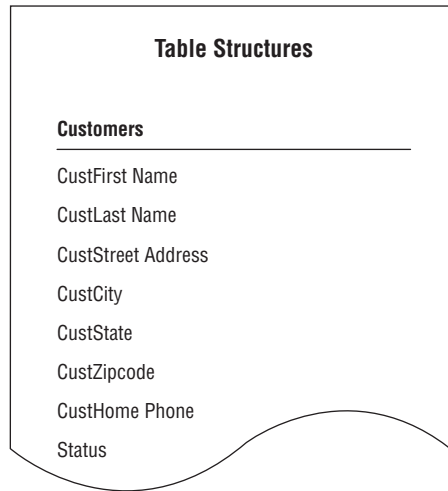 Table Structures
Customers
CustFirst Name
CustLast Name
CustStreet Address
CustCity
CustState
CustZipcode
CustHome Phone
Status